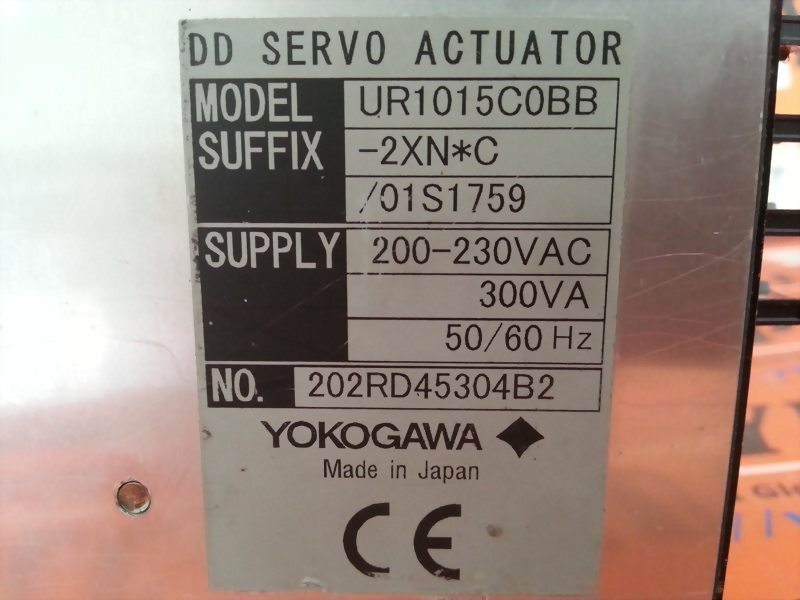 DD SERVO ACTUATOR
MODEL UR1015C0BB
SUFFIX -2XN*C
/01S1759
SUPPLY 200-230VAC
300VA
50/60 Hz
NO. 202RD45304B2
YOKOGAWA
Made in Japan
CE